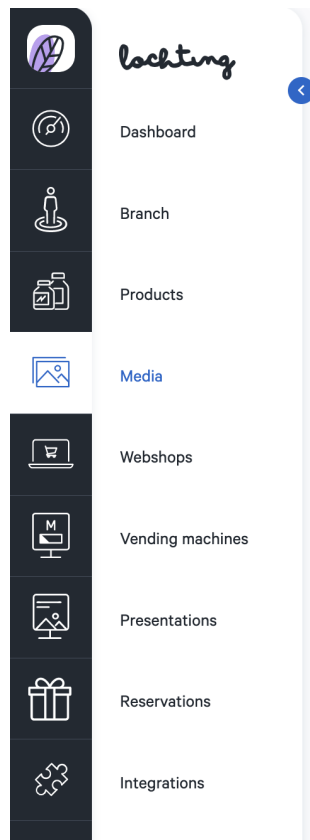 lochting
Dashboard
Branch
Products
Media
Webshops
M
Vending machines
Presentations
Reservations
Integrations